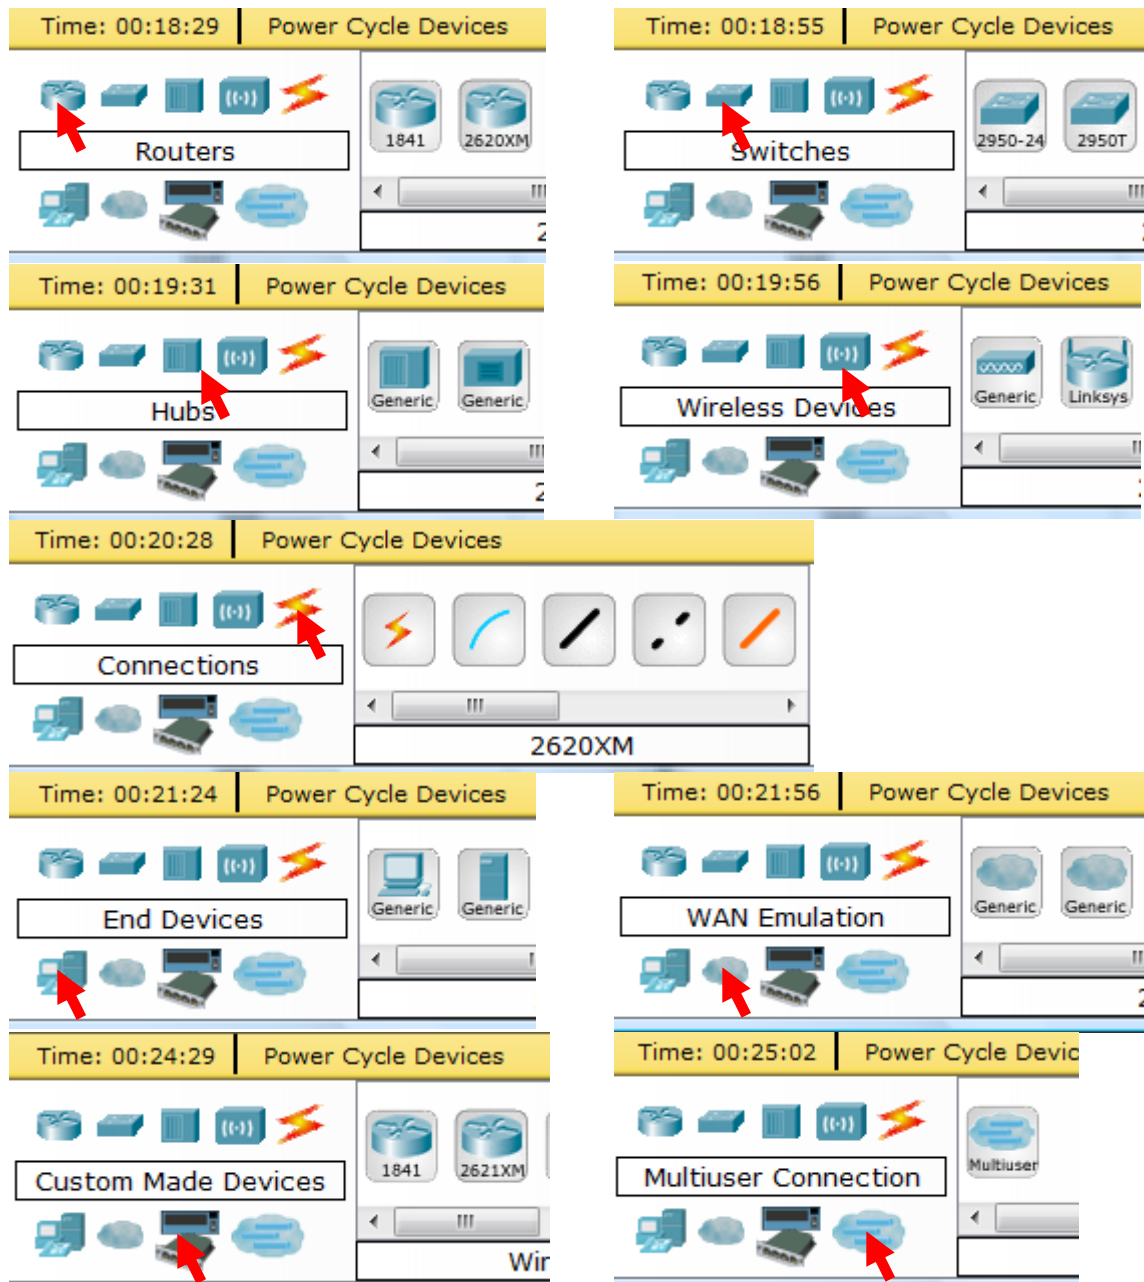 Time: 00:18:29 Power Cycle Devices
Routers
1841 2620XM
Time: 00:18:55 Power Cycle Devices
Switches
2950-24 2950T
Time: 00:19:31 Power Cycle Devices
Hubs
Generic Generic
Time: 00:19:56 Power Cycle Devices
Wireless Devices
Generic Linksys
Time: 00:20:28 Power Cycle Devices
Connections
2620XM
Time: 00:21:24 Power Cycle Devices
End Devices
Generic Generic
Time: 00:21:56 Power Cycle Devices
WAN Emulation
Generic Generic
Time: 00:24:29 Power Cycle Devices
Custom Made Devices
1841 2621XM
Time: 00:25:02 Power Cycle Devic
Multiuser Connection
Multiuser